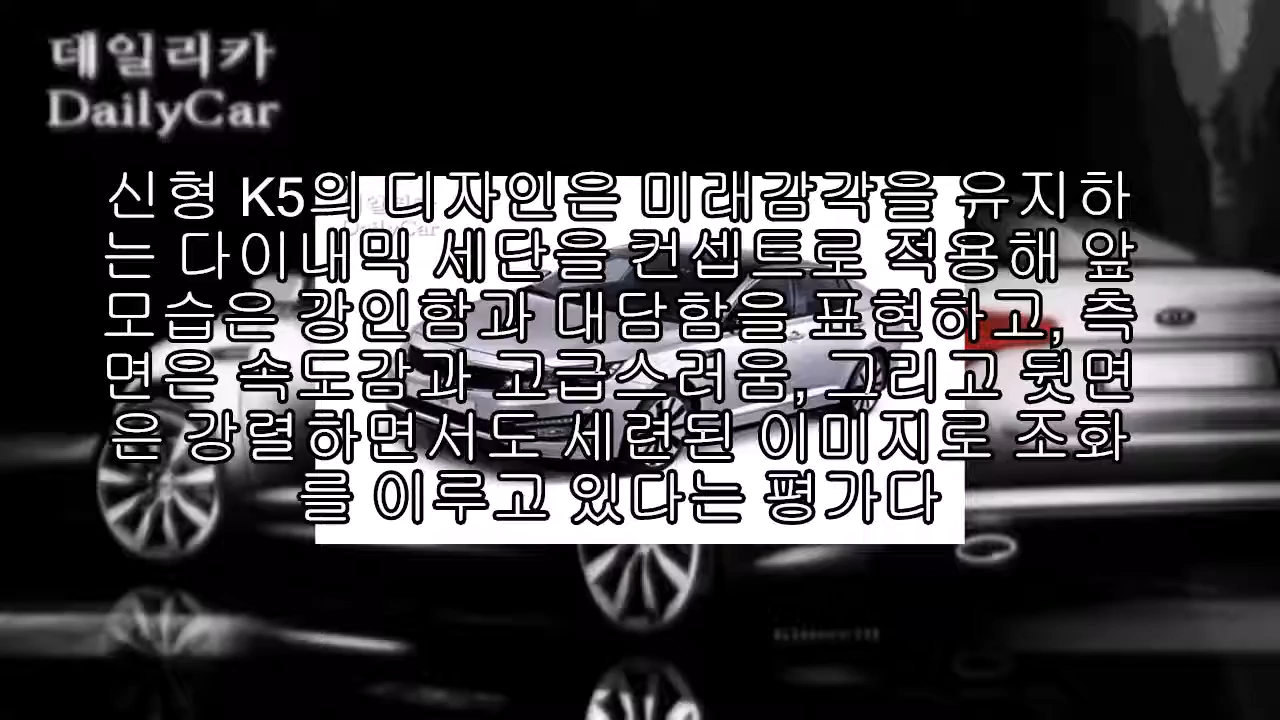 데일리카
DailyCar
신형 K5의 디자인은 미래감각을 유지하
는 다이내믹 세단을 컨셉트로 적용해 앞
모습은 강인함과 대담함을 표현하고, 측
면은 속도감과 고급스러움, 그리고 뒷면
은 강렬하면서도 세련된 이미지로 조화
를 이루고 있다는 평가다